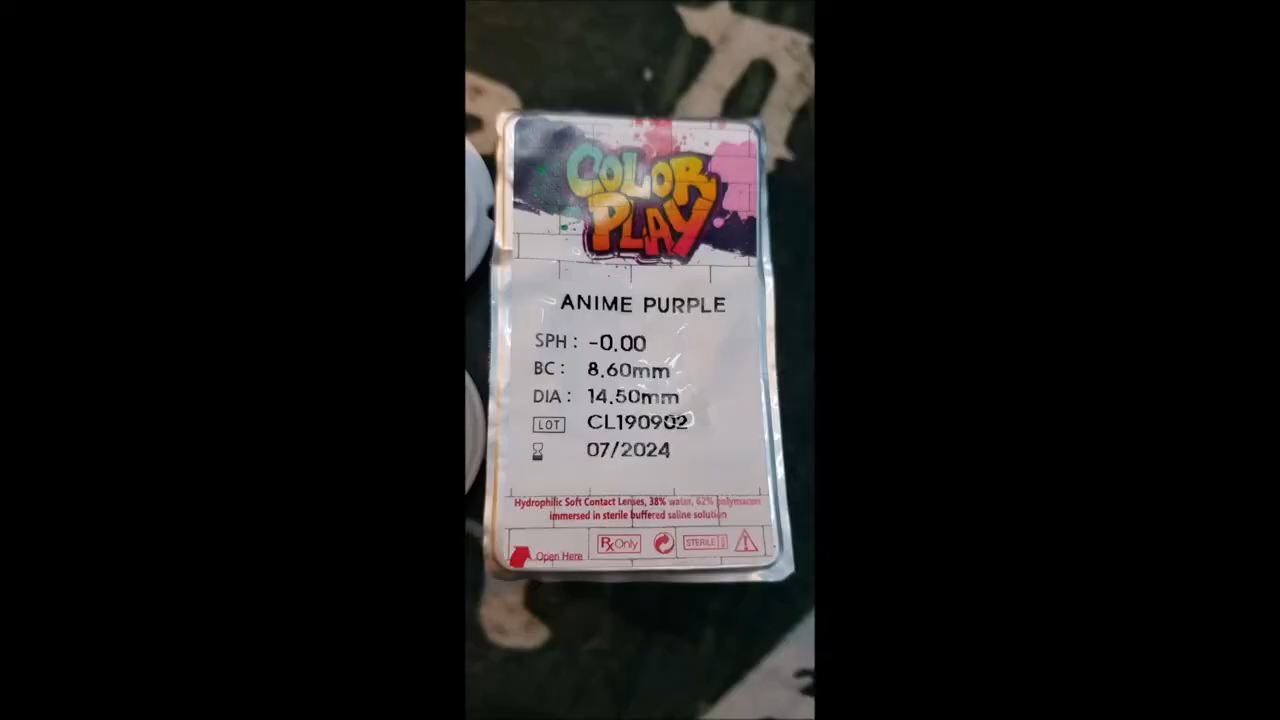 COLOR
PLAY
ANIME PURPLE
SPH : -0.00
BC : 8.60mm
DIA : 14.50mm
LOT CL190902
07/2024
Hydrophilic Soft Contact Lenses, 38% water, 62% polymacon
immersed in sterile buffered saline solution
Open Here Rx Only STERILE